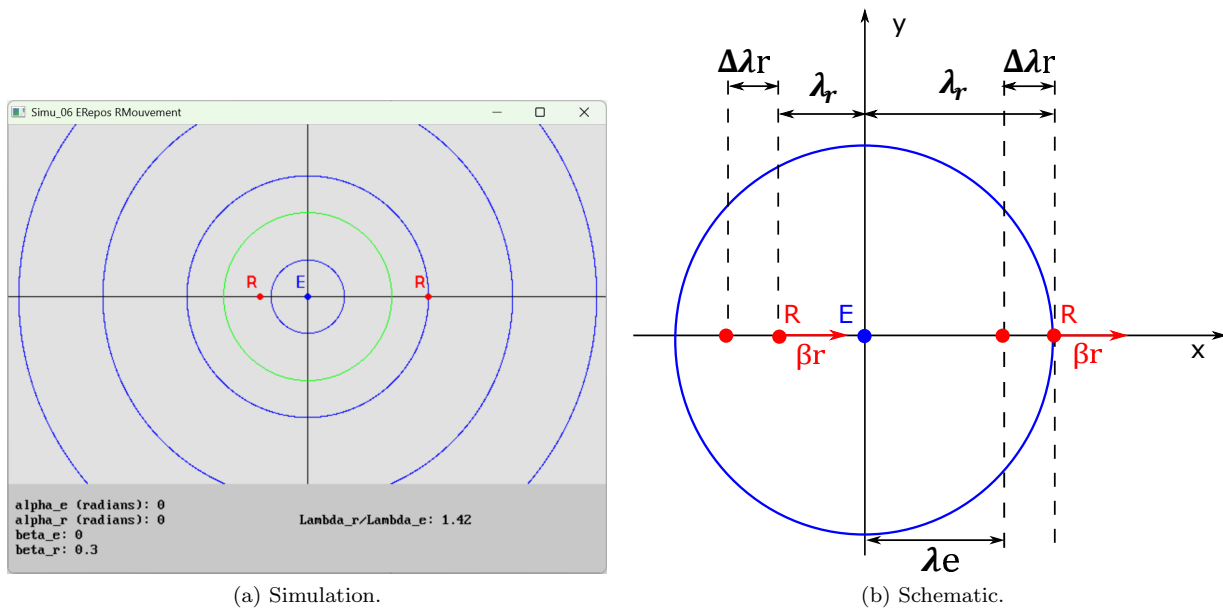 Simu_06 ERepos RMouvement
R
E
R
alpha_e (radians): 0
alpha_r (radians): 0
Lambda_r/Lambda_e: 1.42
beta_e: 0
beta_r: 0.3
(a) Simulation.
y
Δλr
λr
λr
Δλr
R
E
R
βr
βr
x
λe
(b) Schematic.